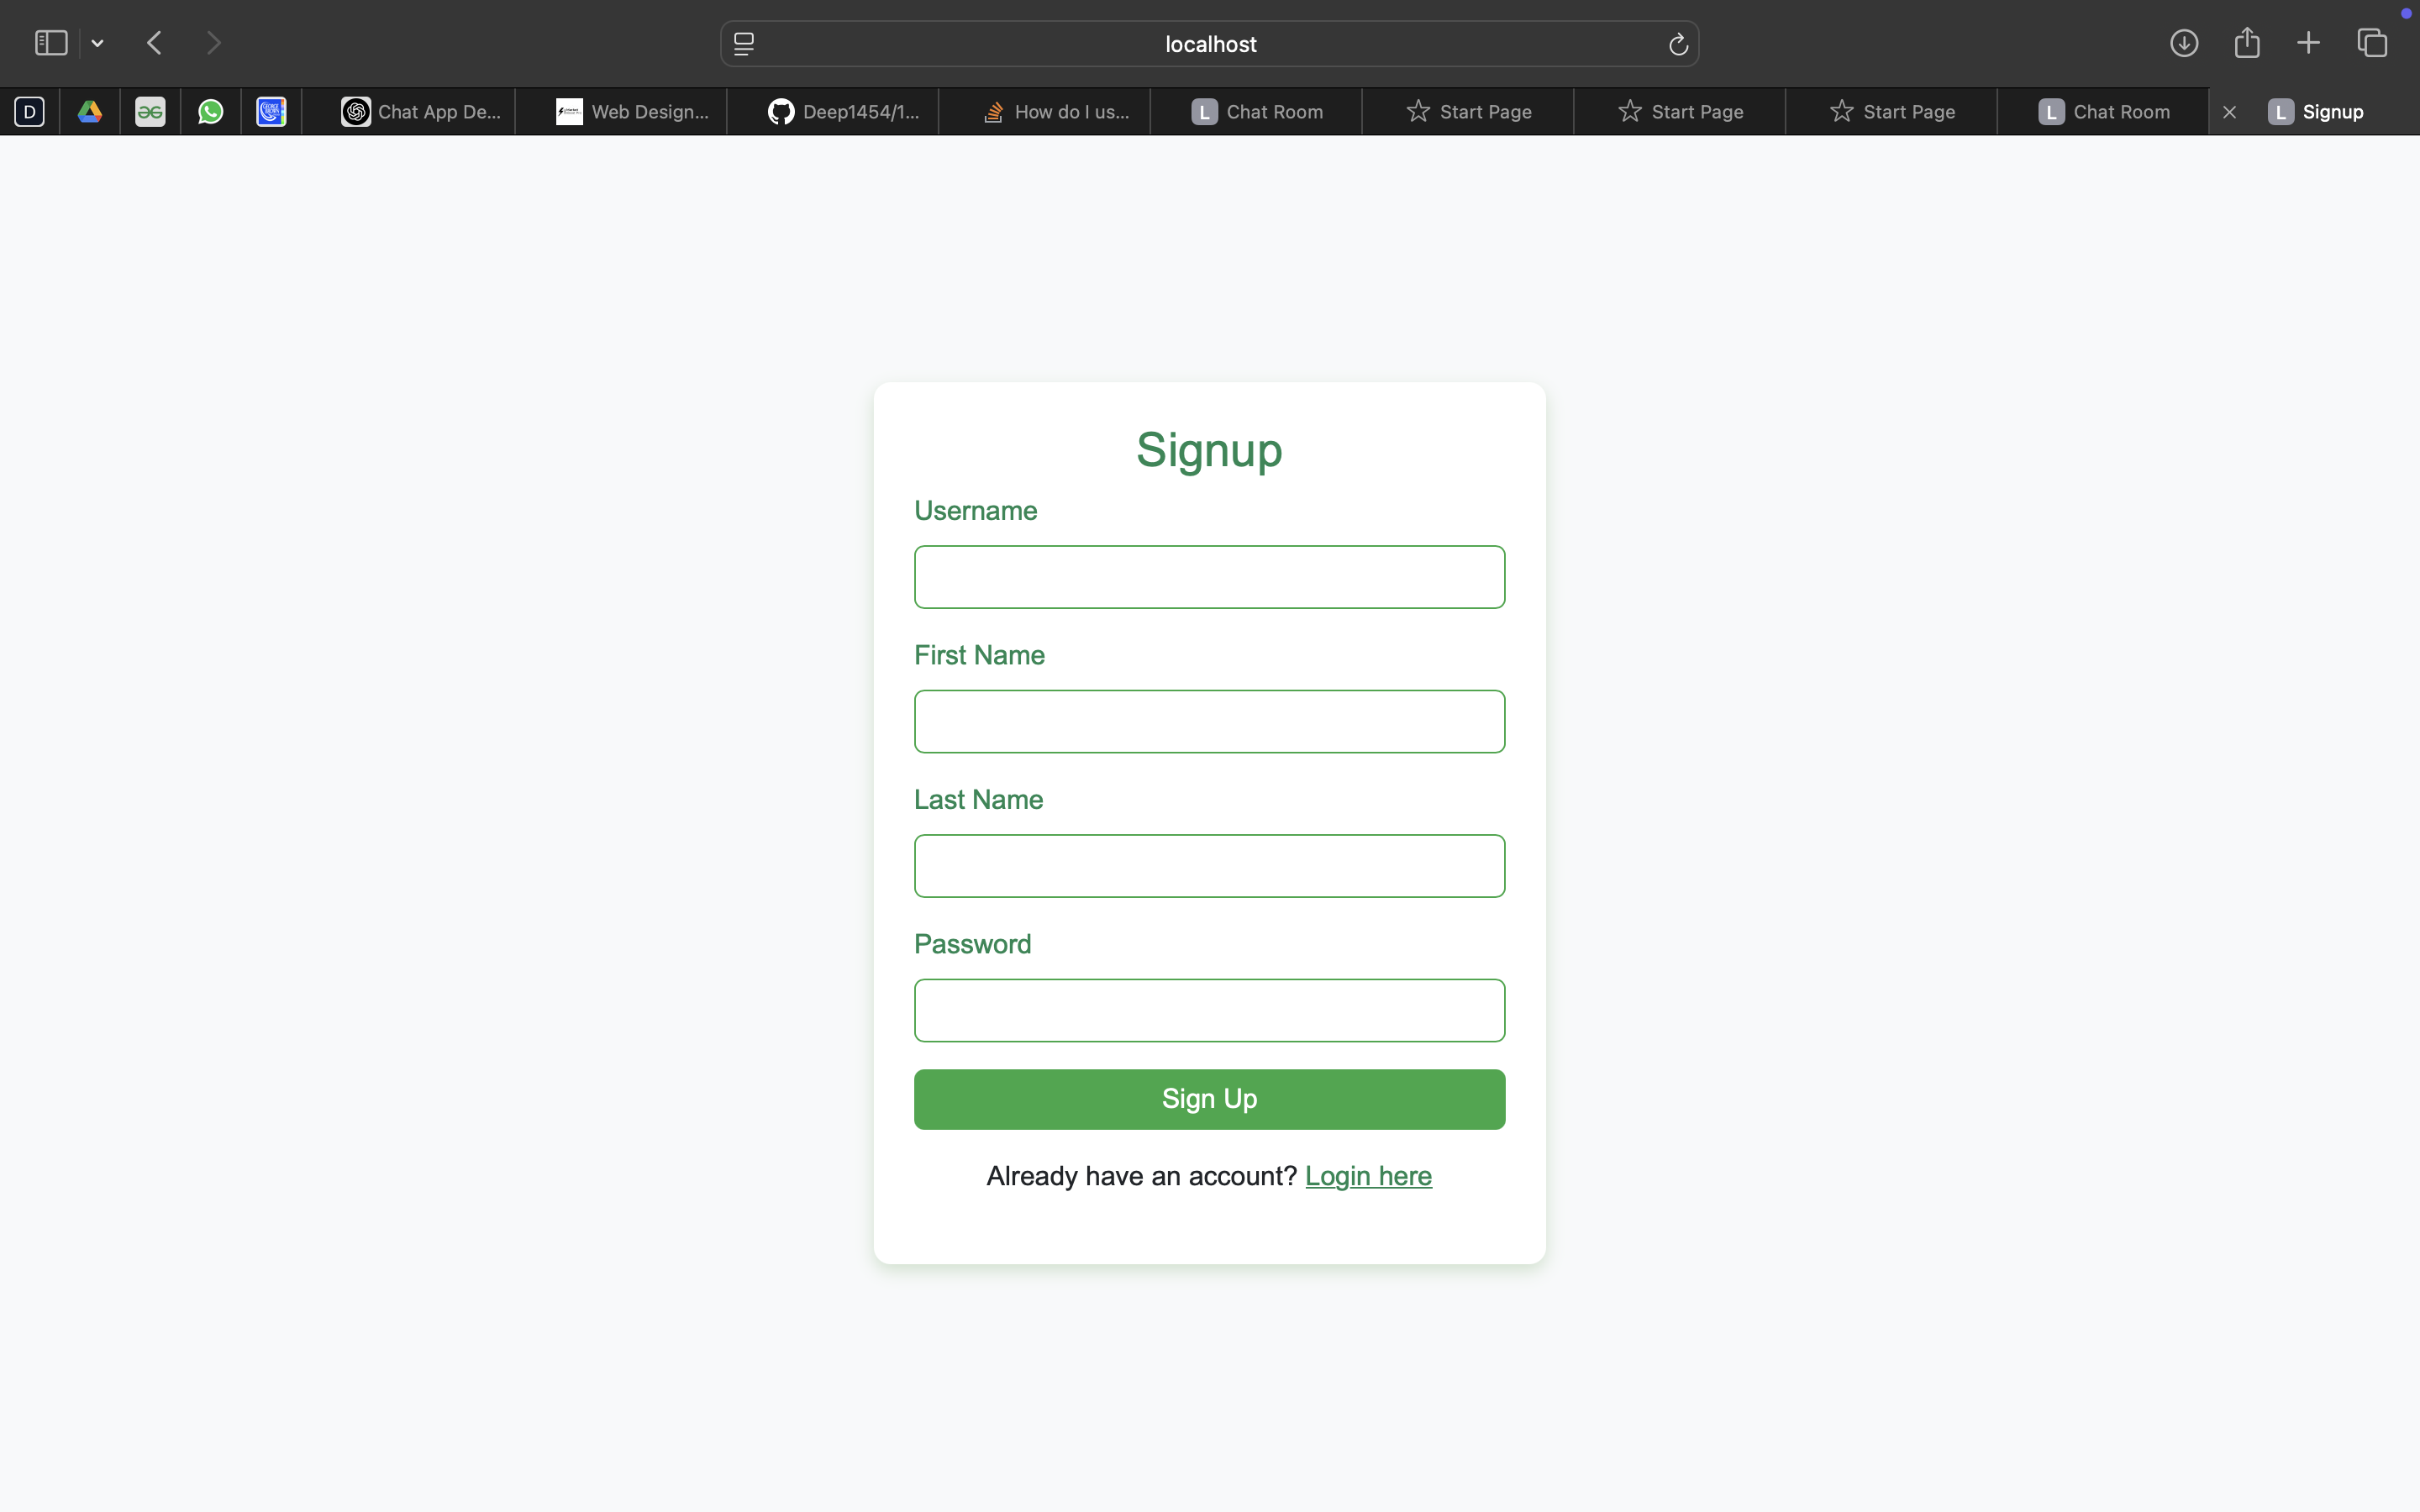 localhost
D
Chat App De...
Web Design...
Deep1454/1...
How do I us...
L Chat Room
Start Page
Start Page
Start Page
L Chat Room
L Signup
Signup
Username
First Name
Last Name
Password
Sign Up
Already have an account? Login here